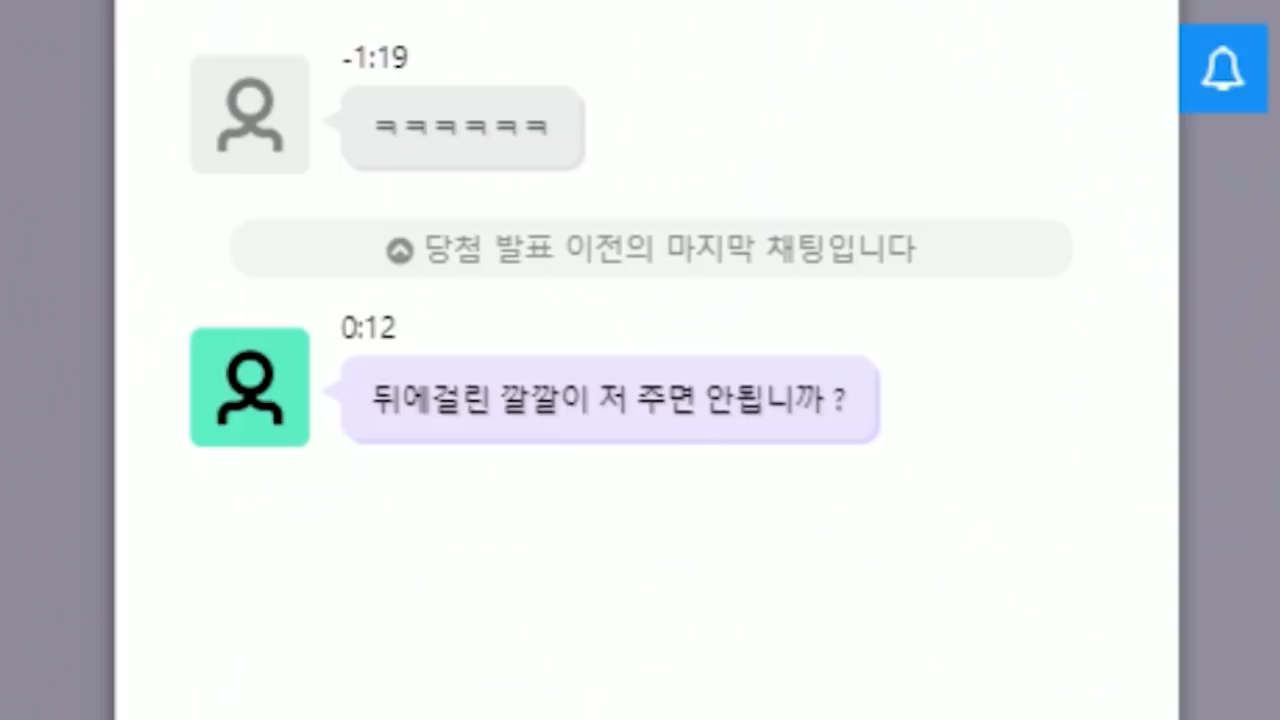 -1:19
ㅋㅋㅋㅋㅋㅋ
당첨 발표 이전의 마지막 채팅입니다
0:12
뒤에걸린 깔깔이 저 주면 안됩니까 ?